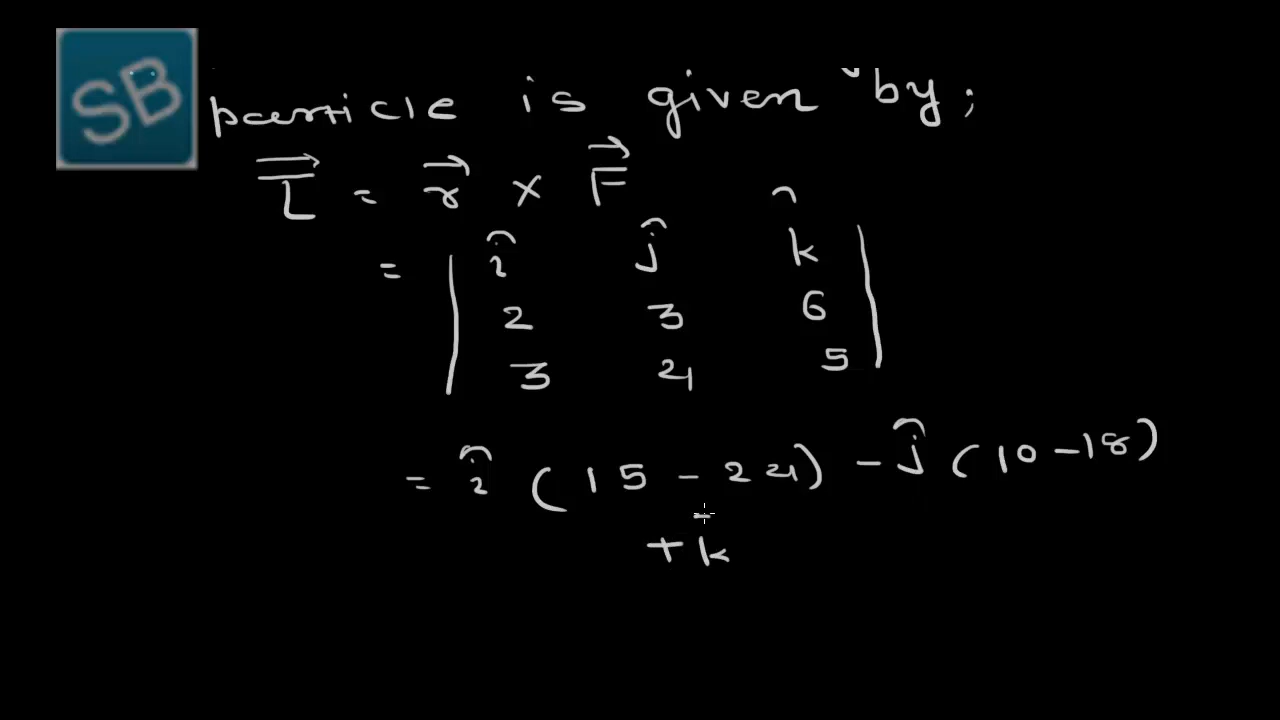 SB
particle is given by;
L⃗ = r⃗ × F⃗
= | î ĵ k̂ |
| 2 3 6 |
| 3 4 5 |
= î (15 - 24) - ĵ (10 - 18)
+ k